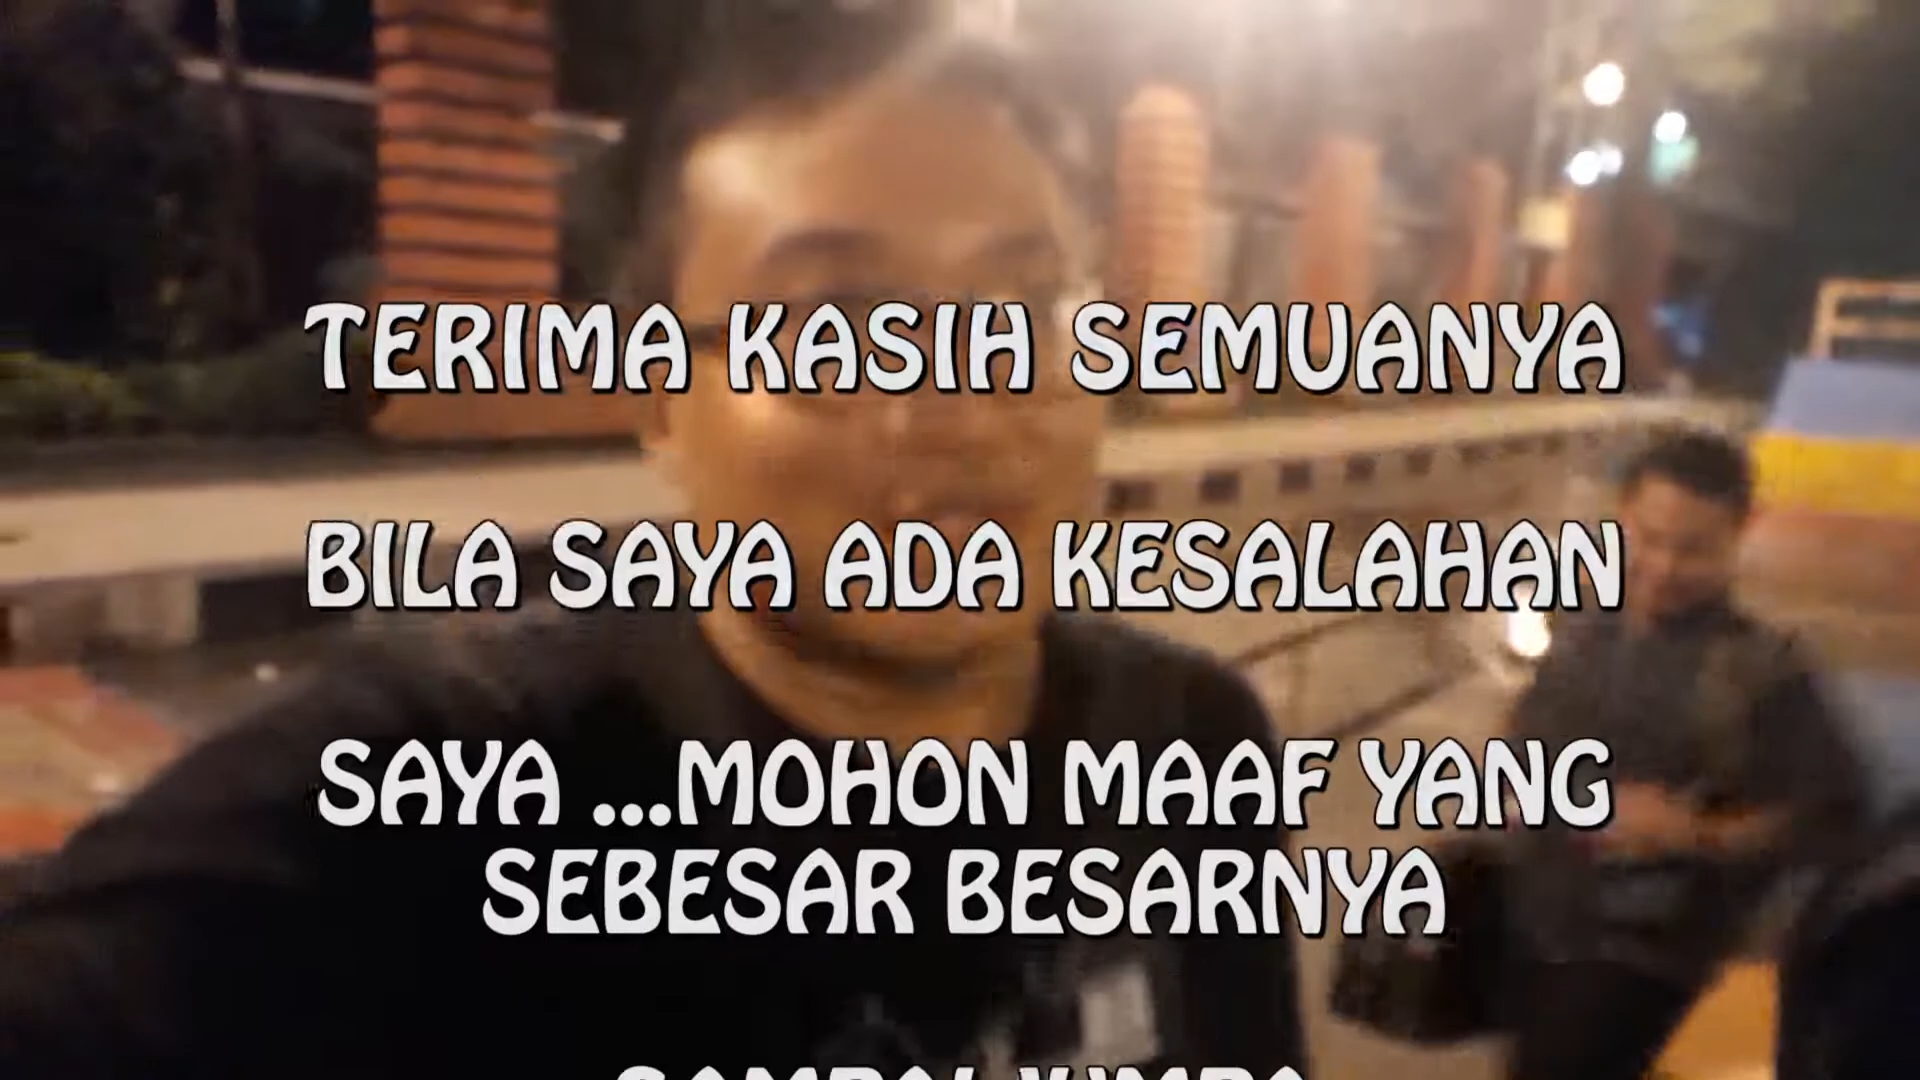 TERIMA KASIH SEMUANYA
BILA SAYA ADA KESALAHAN
SAYA ...MOHON MAAF YANG
SEBESAR BESARNYA